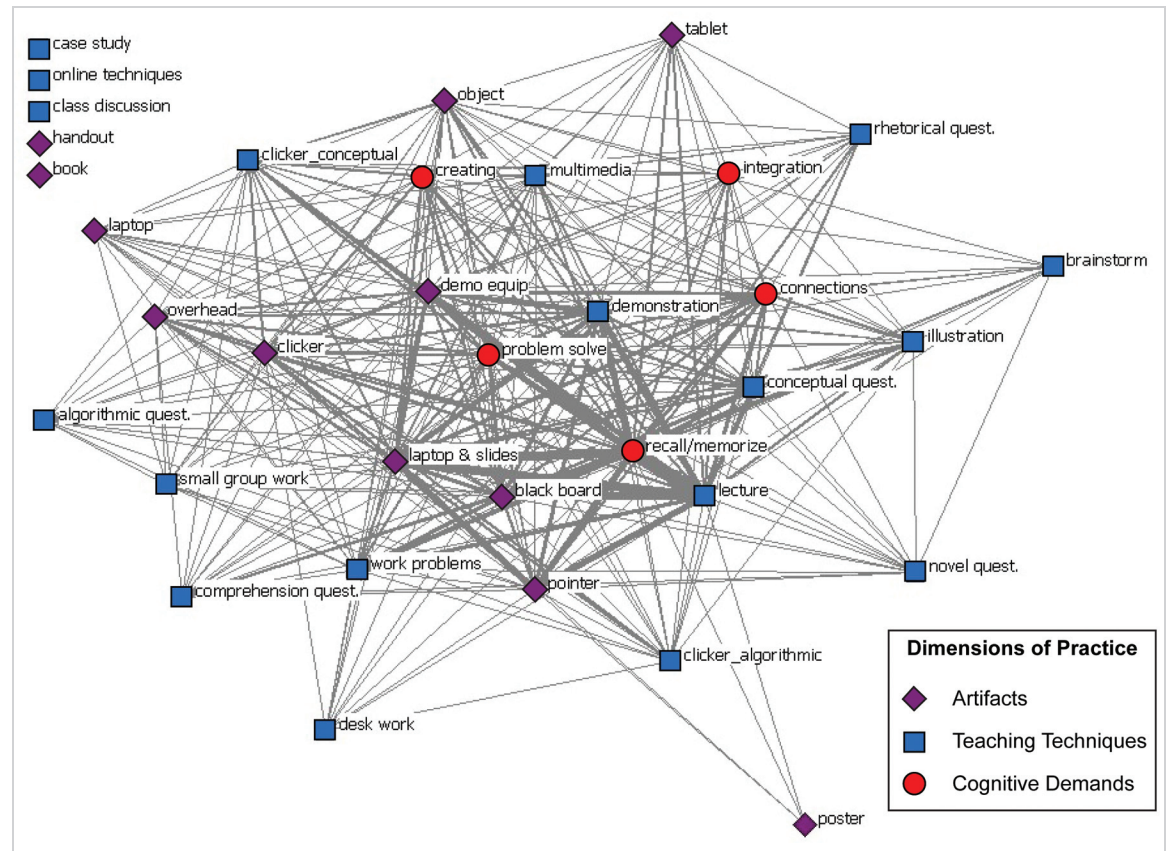 tablet
case study
online techniques
class discussion
handout
book
object
rhetorical quest.
clicker_conceptual
creating
multimedia
integration
laptop
brainstorm
demo equip
connections
overhead
demonstration
illustration
clicker
problem solve
conceptual quest.
algorithmic quest.
recall/memorize
laptop & slides
small group work
black board
lecture
work problems
novel quest.
comprehension quest.
pointer
clicker_algorithmic
desk work
poster
Dimensions of Practice
Artifacts
Teaching Techniques
Cognitive Demands